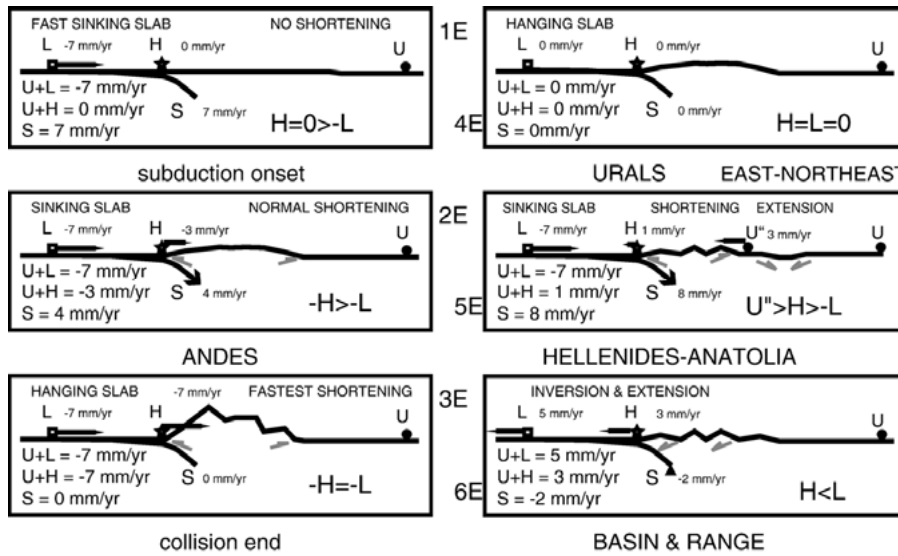 1E
FAST SINKING SLAB NO SHORTENING
L -7 mm/yr H 0 mm/yr U
U+L = -7 mm/yr
U+H = 0 mm/yr
S = 7 mm/yr
S 7 mm/yr
H=0>-L
subduction onset
2E
SINKING SLAB NORMAL SHORTENING
L -7 mm/yr H -3 mm/yr U
U+L = -7 mm/yr
U+H = -3 mm/yr
S = 4 mm/yr
S 4 mm/yr
-H>-L
ANDES
3E
HANGING SLAB FASTEST SHORTENING
L -7 mm/yr H -7 mm/yr U
U+L = -7 mm/yr
U+H = -7 mm/yr
S = 0 mm/yr
S 0 mm/yr
-H=-L
collision end
4E
HANGING SLAB
L 0 mm/yr H 0 mm/yr U
U+L = 0 mm/yr
U+H = 0 mm/yr
S = 0mm/yr
S 0 mm/yr
H=L=0
URALS EAST-NORTHEAST
5E
SINKING SLAB SHORTENING EXTENSION
L -7 mm/yr H 1 mm/yr U" 3 mm/yr U
U+L = -7 mm/yr
U+H = 1 mm/yr
S = 8 mm/yr
S 8 mm/yr
U">H>-L
HELLENIDES-ANATOLIA
6E
INVERSION & EXTENSION
L 5 mm/yr H 3 mm/yr U
U+L = 5 mm/yr
U+H = 3 mm/yr
S = -2 mm/yr
S -2 mm/yr
H<L
BASIN & RANGE